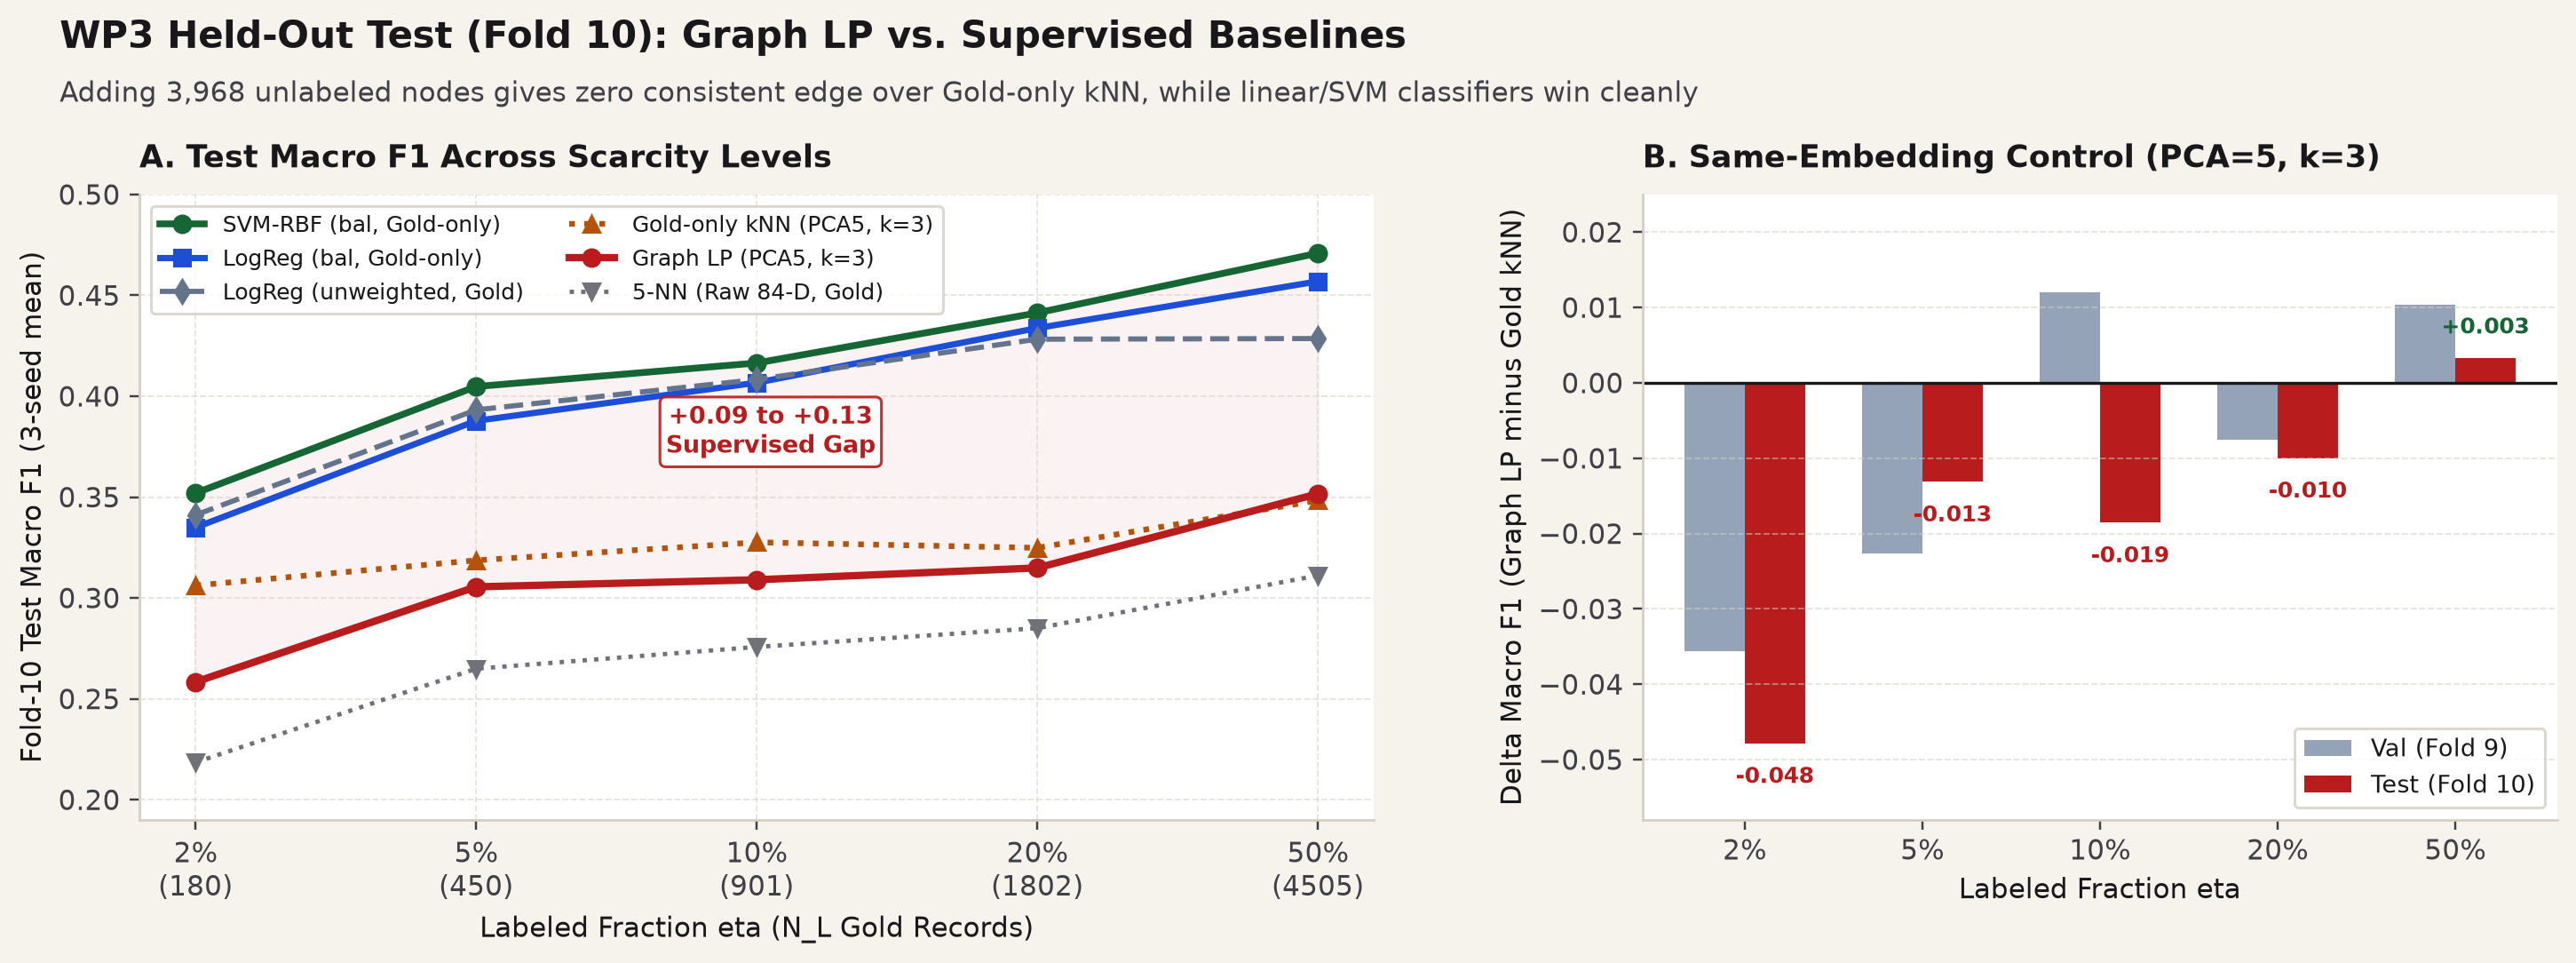 WP3 Held-Out Test (Fold 10): Graph LP vs. Supervised Baselines
Adding 3,968 unlabeled nodes gives zero consistent edge over Gold-only kNN, while linear/SVM classifiers win cleanly
A. Test Macro F1 Across Scarcity Levels
Fold-10 Test Macro F1 (3-seed mean)
0.50
0.45
0.40
0.35
0.30
0.25
0.20
SVM-RBF (bal, Gold-only)
LogReg (bal, Gold-only)
LogReg (unweighted, Gold)
Gold-only kNN (PCA5, k=3)
Graph LP (PCA5, k=3)
5-NN (Raw 84-D, Gold)
+0.09 to +0.13
Supervised Gap
2% 5% 10% 20% 50%
(180) (450) (901) (1802) (4505)
Labeled Fraction eta (N_L Gold Records)
B. Same-Embedding Control (PCA=5, k=3)
Delta Macro F1 (Graph LP minus Gold kNN)
0.02
0.01
0.00
−0.01
−0.02
−0.03
−0.04
−0.05
-0.048
-0.013
-0.019
-0.010
+0.003
Val (Fold 9)
Test (Fold 10)
2% 5% 10% 20% 50%
Labeled Fraction eta